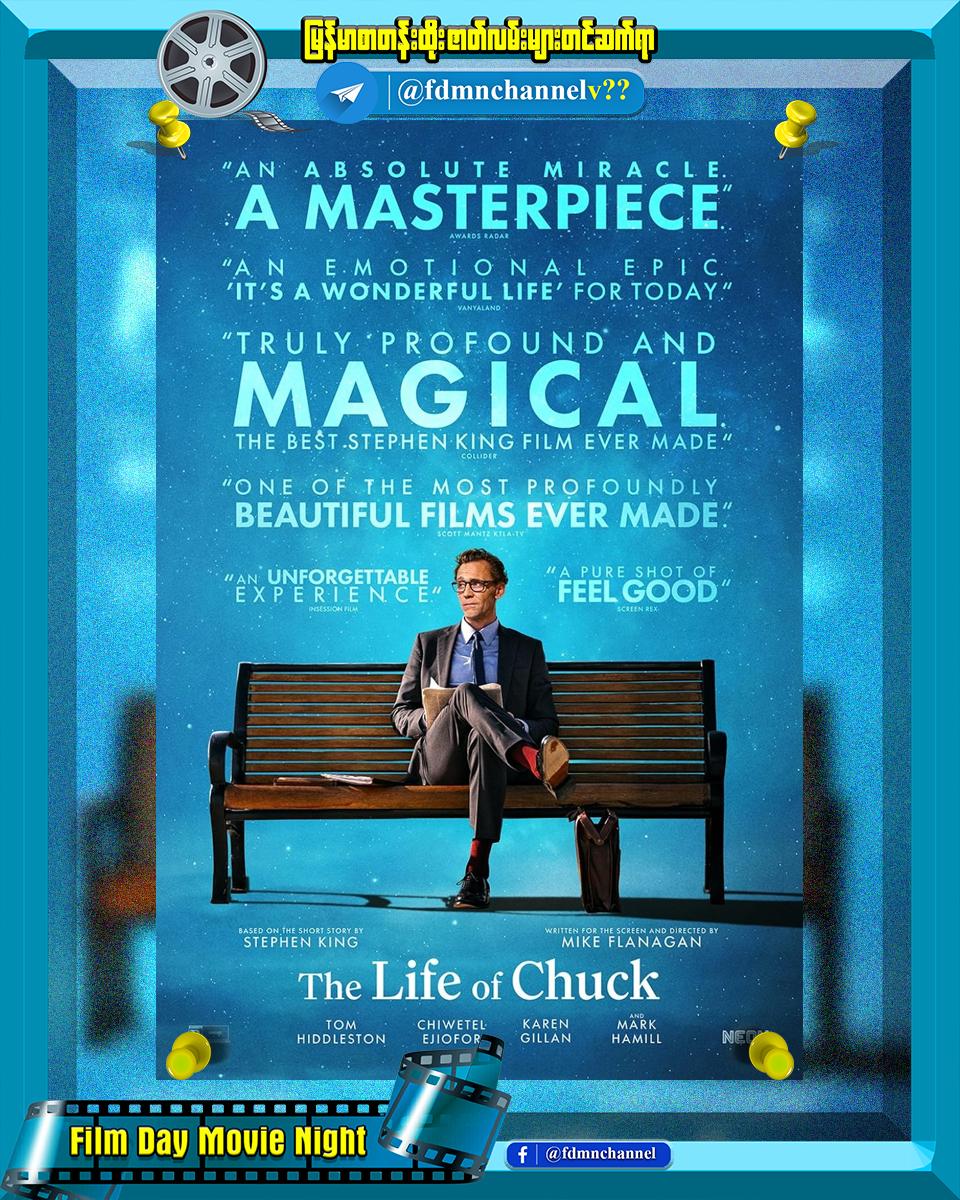 မြန်မာစာတန်းထိုးဇာတ်လမ်းများတင်ဆက်ရာ
@fdmnchannelv??
“AN ABSOLUTE MIRACLE.
A MASTERPIECE“
AWARDS RADAR
“AN EMOTIONAL EPIC
‘IT’S A WONDERFUL LIFE’ FOR TODAY“
VANYALAND
“TRULY PROFOUND AND
MAGICAL.
THE BEST STEPHEN KING FILM EVER MADE“
COLLIDER
“ONE OF THE MOST PROFOUNDLY
BEAUTIFUL FILMS EVER MADE.“
SCOTT MANTZ KTLA-TV
“AN UNFORGETTABLE
EXPERIENCE“
INSESSION FILM
“A PURE SHOT OF
FEEL GOOD“
SCREEN REX
BASED ON THE SHORT STORY BY
STEPHEN KING
WRITTEN FOR THE SCREEN AND DIRECTED BY
MIKE FLANAGAN
The Life of Chuck
TOM
HIDDLESTON
CHIWETEL
EJIOFOR
KAREN
GILLAN
AND
MARK
HAMILL
Film Day Movie Night
@fdmnchannel